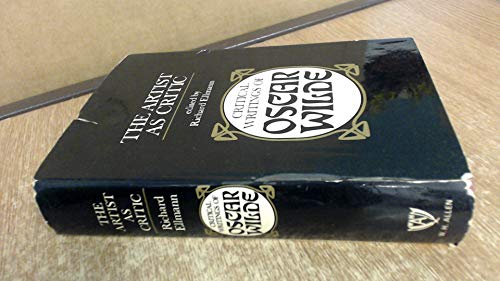 THE ARTIST
AS CRITIC
edited by
Richard Ellmann
CRITICAL
WRITINGS OF
OSCAR
WILDE
THE
ARTIST
AS
CRITIC
Richard
Ellmann
CRITICAL
WRITINGS OF
OSCAR
WILDE
W.H. ALLEN